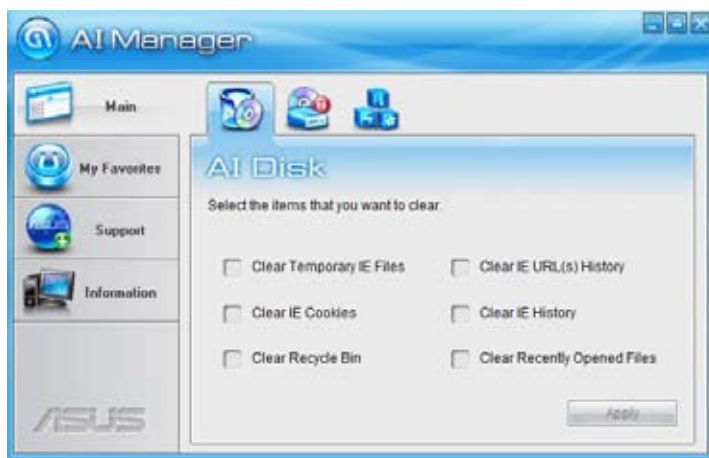 AI Manager
Main
My Favorites
Support
Information
ASUS
AI Disk
Select the items that you want to clear.
Clear Temporary IE Files
Clear IE URL(s) History
Clear IE Cookies
Clear IE History
Clear Recycle Bin
Clear Recently Opened Files
Apply